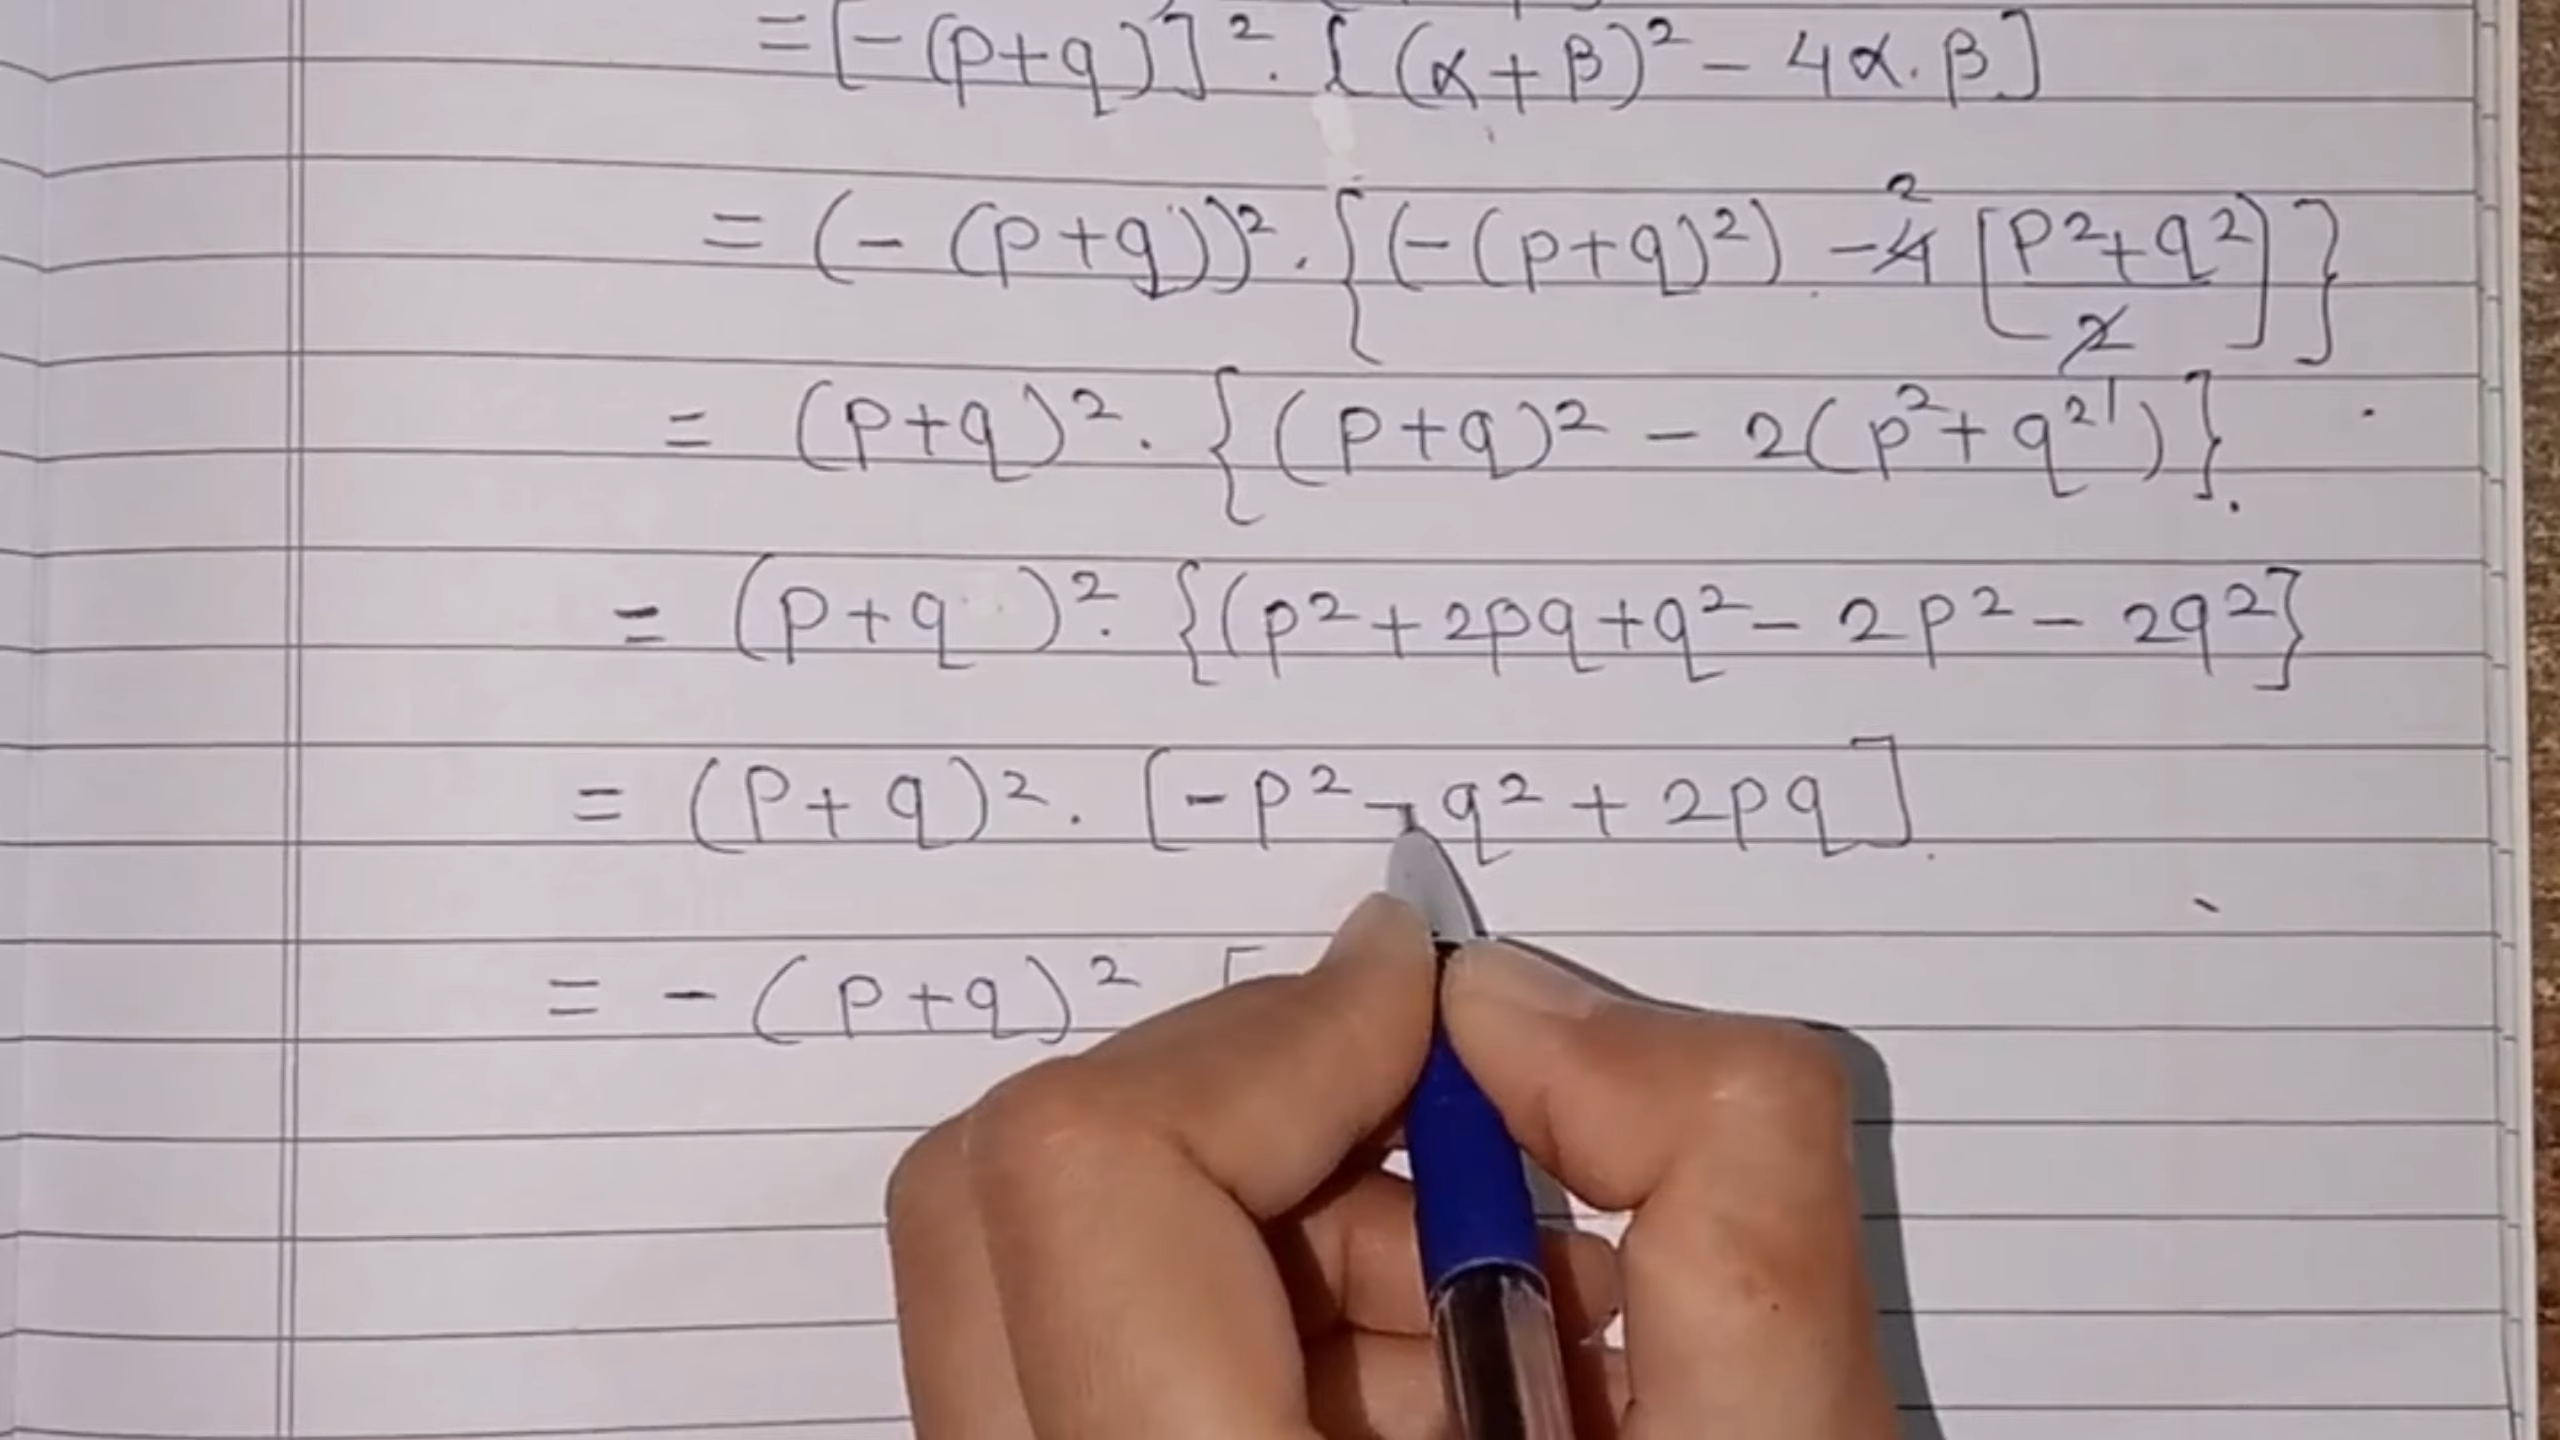 = [-(p+q)]². {(α+β)² - 4α.β]
= (-(p+q))². {(-(p+q)²) - 4 2 [p²+q²/2]}
= (p+q)². {(p+q)² - 2(p²+q²)}.
= (p+q)². {(p²+2pq+q² - 2p² - 2q²}
= (p+q)². [-p² - q² + 2pq].
= -(p+q)² [